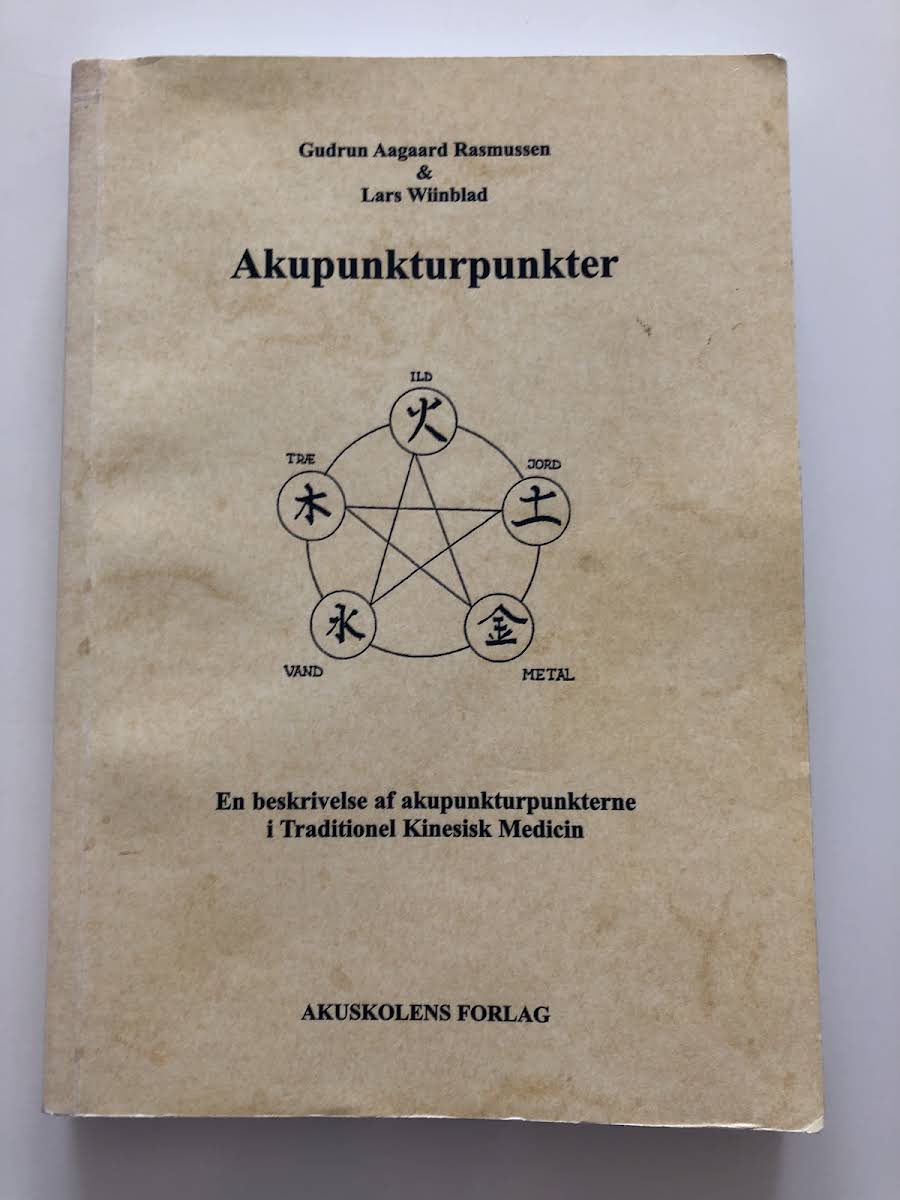 Gudrun Aagaard Rasmussen
&
Lars Wiinblad
Akupunkturpunkter
ILD
火
TRÆ
JORD
木
土
水
金
VAND
METAL
En beskrivelse af akupunkturpunkterne
i Traditionel Kinesisk Medicin
AKUSKOLENS FORLAG